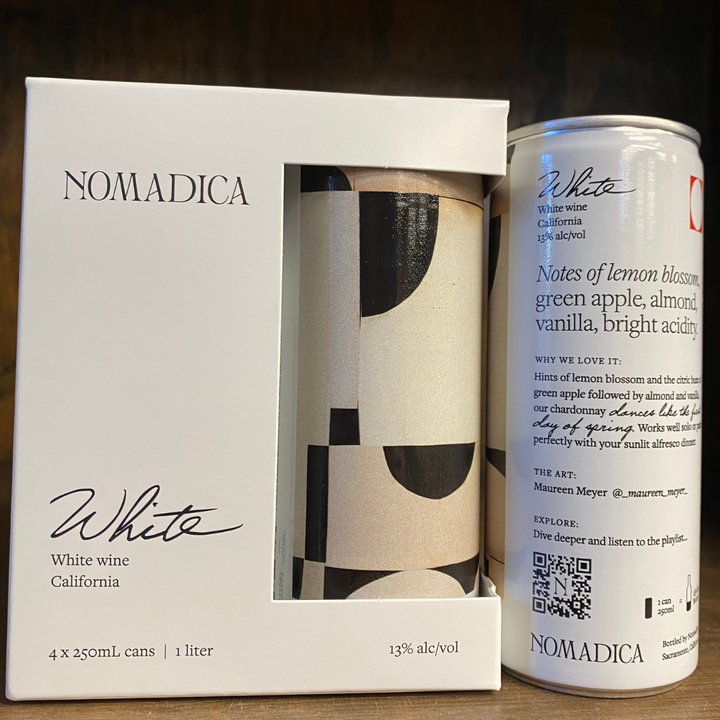 NOMADICA
White
White wine
California
4 x 250mL cans | 1 liter
13% alc/vol
White
White wine
California
13% alc/vol
Notes of lemon blossom,
green apple, almond,
vanilla, bright acidity.
WHY WE LOVE IT:
Hints of lemon blossom and the citric
green apple followed by almond and vanilla,
our chardonnay dances like the
day of spring. Works well solo or
perfectly with your sunlit alfresco dinner.
THE ART:
Maureen Meyer @_maureen_meyer_
EXPLORE:
Dive deeper and listen to the playlist...
N
1 can
250ml
=
NOMADICA
Bottled by
Sacramento,